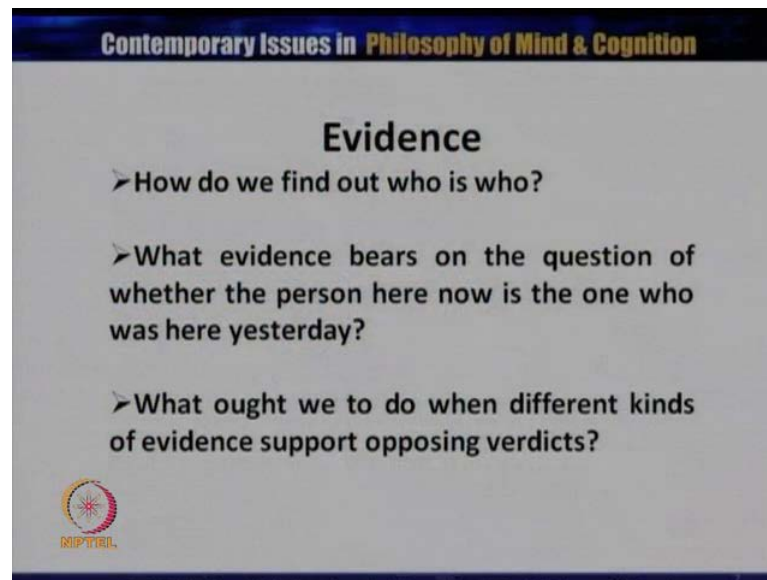 Contemporary Issues in Philosophy of Mind & Cognition
Evidence
➢How do we find out who is who?
➢What evidence bears on the question of
whether the person here now is the one who
was here yesterday?
➢What ought we to do when different kinds
of evidence support opposing verdicts?
NPTEL